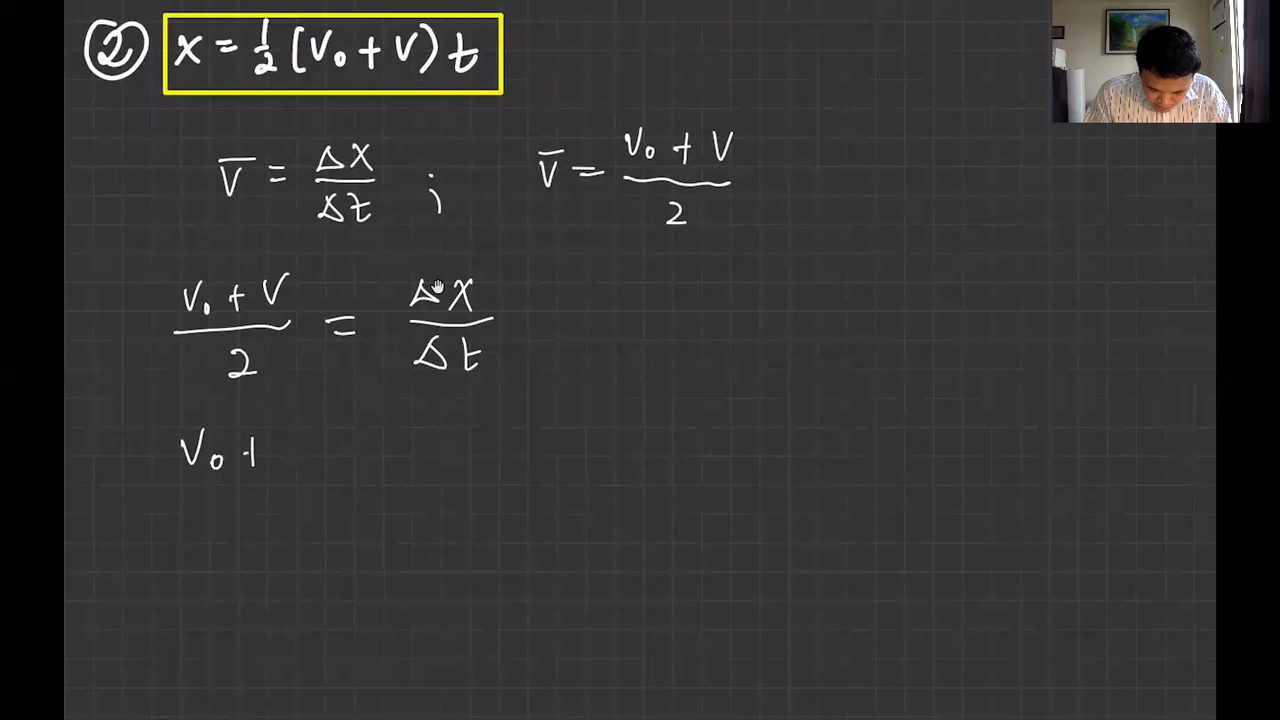 ② x = 1/2 (V₀ + V) t
V̅ = Δx/Δt ; V̅ = (V₀ + V)/2
(V₀ + V)/2 = Δx/Δt
V₀ +